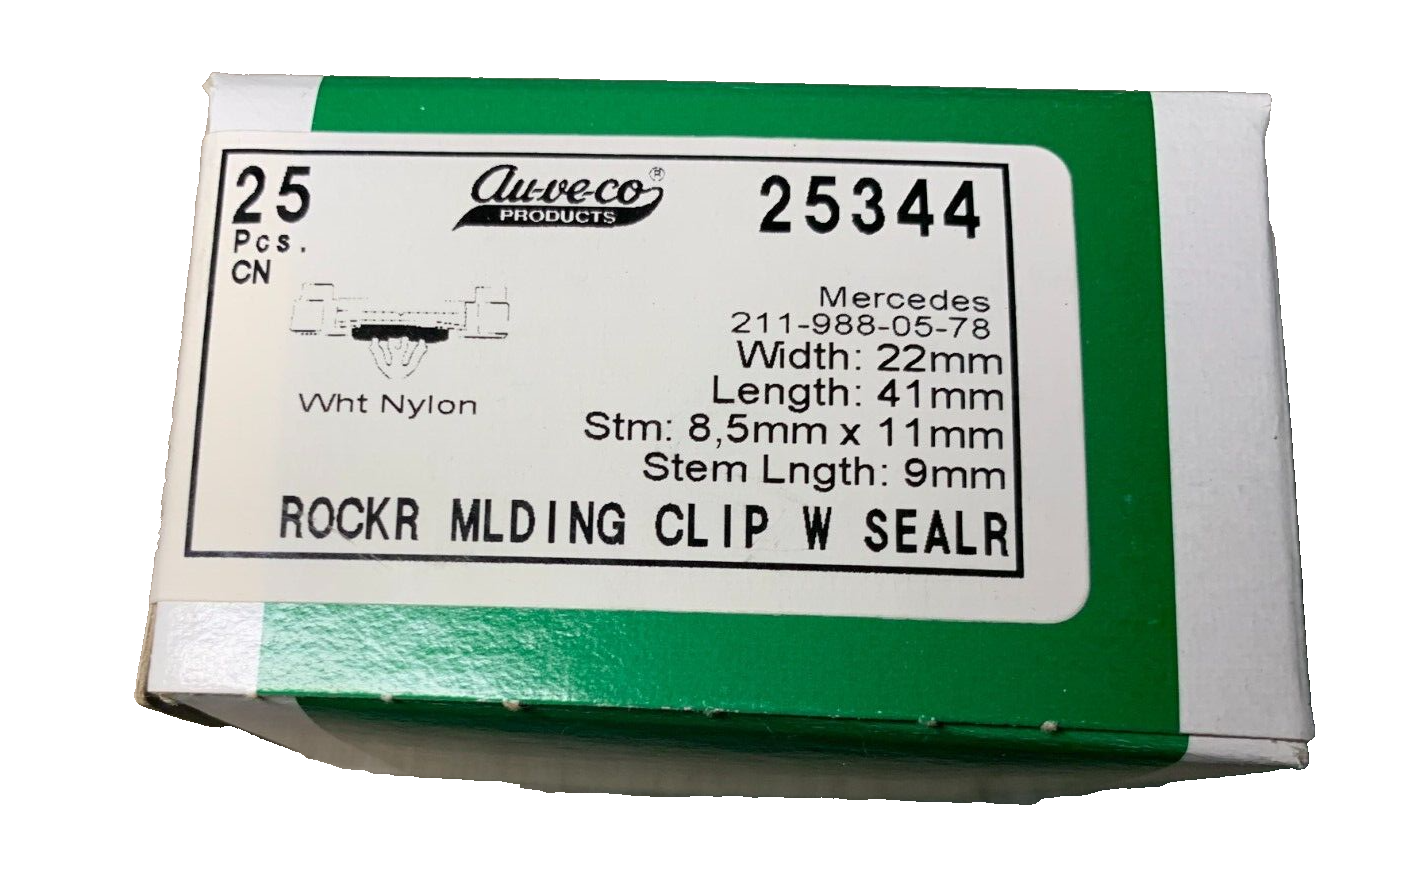 25
Pcs.
CN
au-ve-co ®
PRODUCTS
25344
Mercedes
211-988-05-78
Width: 22mm
Length: 41mm
Stm: 8,5mm x 11mm
Stem Lngth: 9mm
Wht Nylon
ROCKR MLDING CLIP W SEALR